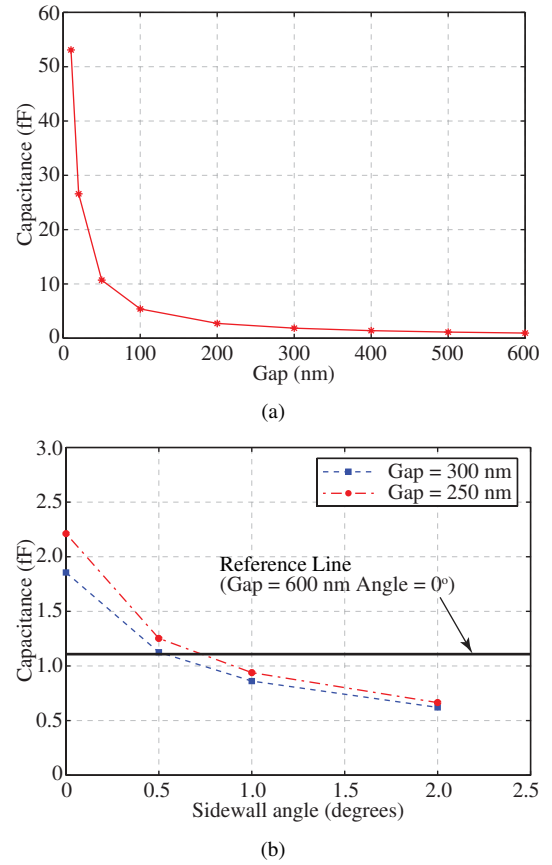 60
50
40
30
20
10
0
Capacitance (fF)
0 100 200 300 400 500 600
Gap (nm)
(a)
3.0
2.5
2.0
1.5
1.0
0.5
0
Capacitance (fF)
Gap = 300 nm
Gap = 250 nm
Reference Line
(Gap = 600 nm Angle = 0°)
0 0.5 1.0 1.5 2.0 2.5
Sidewall angle (degrees)
(b)